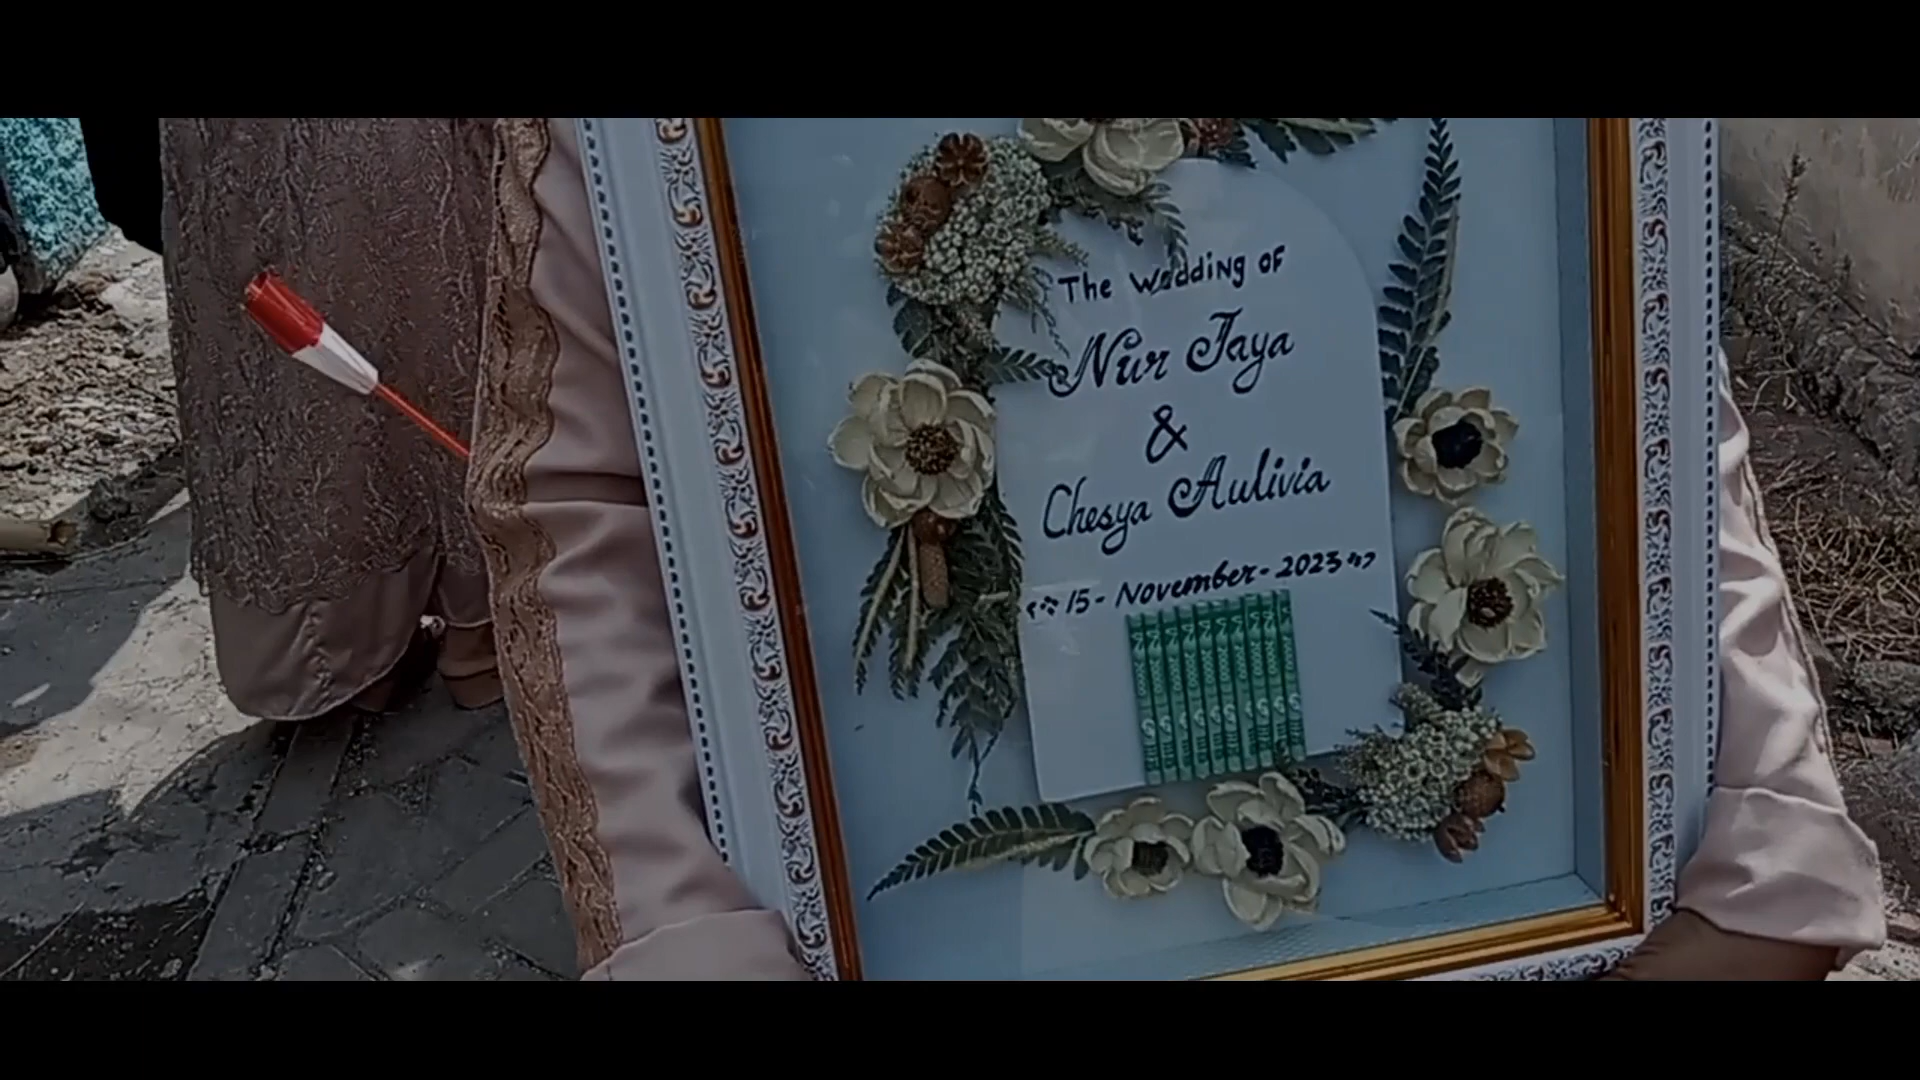 The Wedding of
Nur Jaya
&
Chesya Aulivia
15 - November - 2023